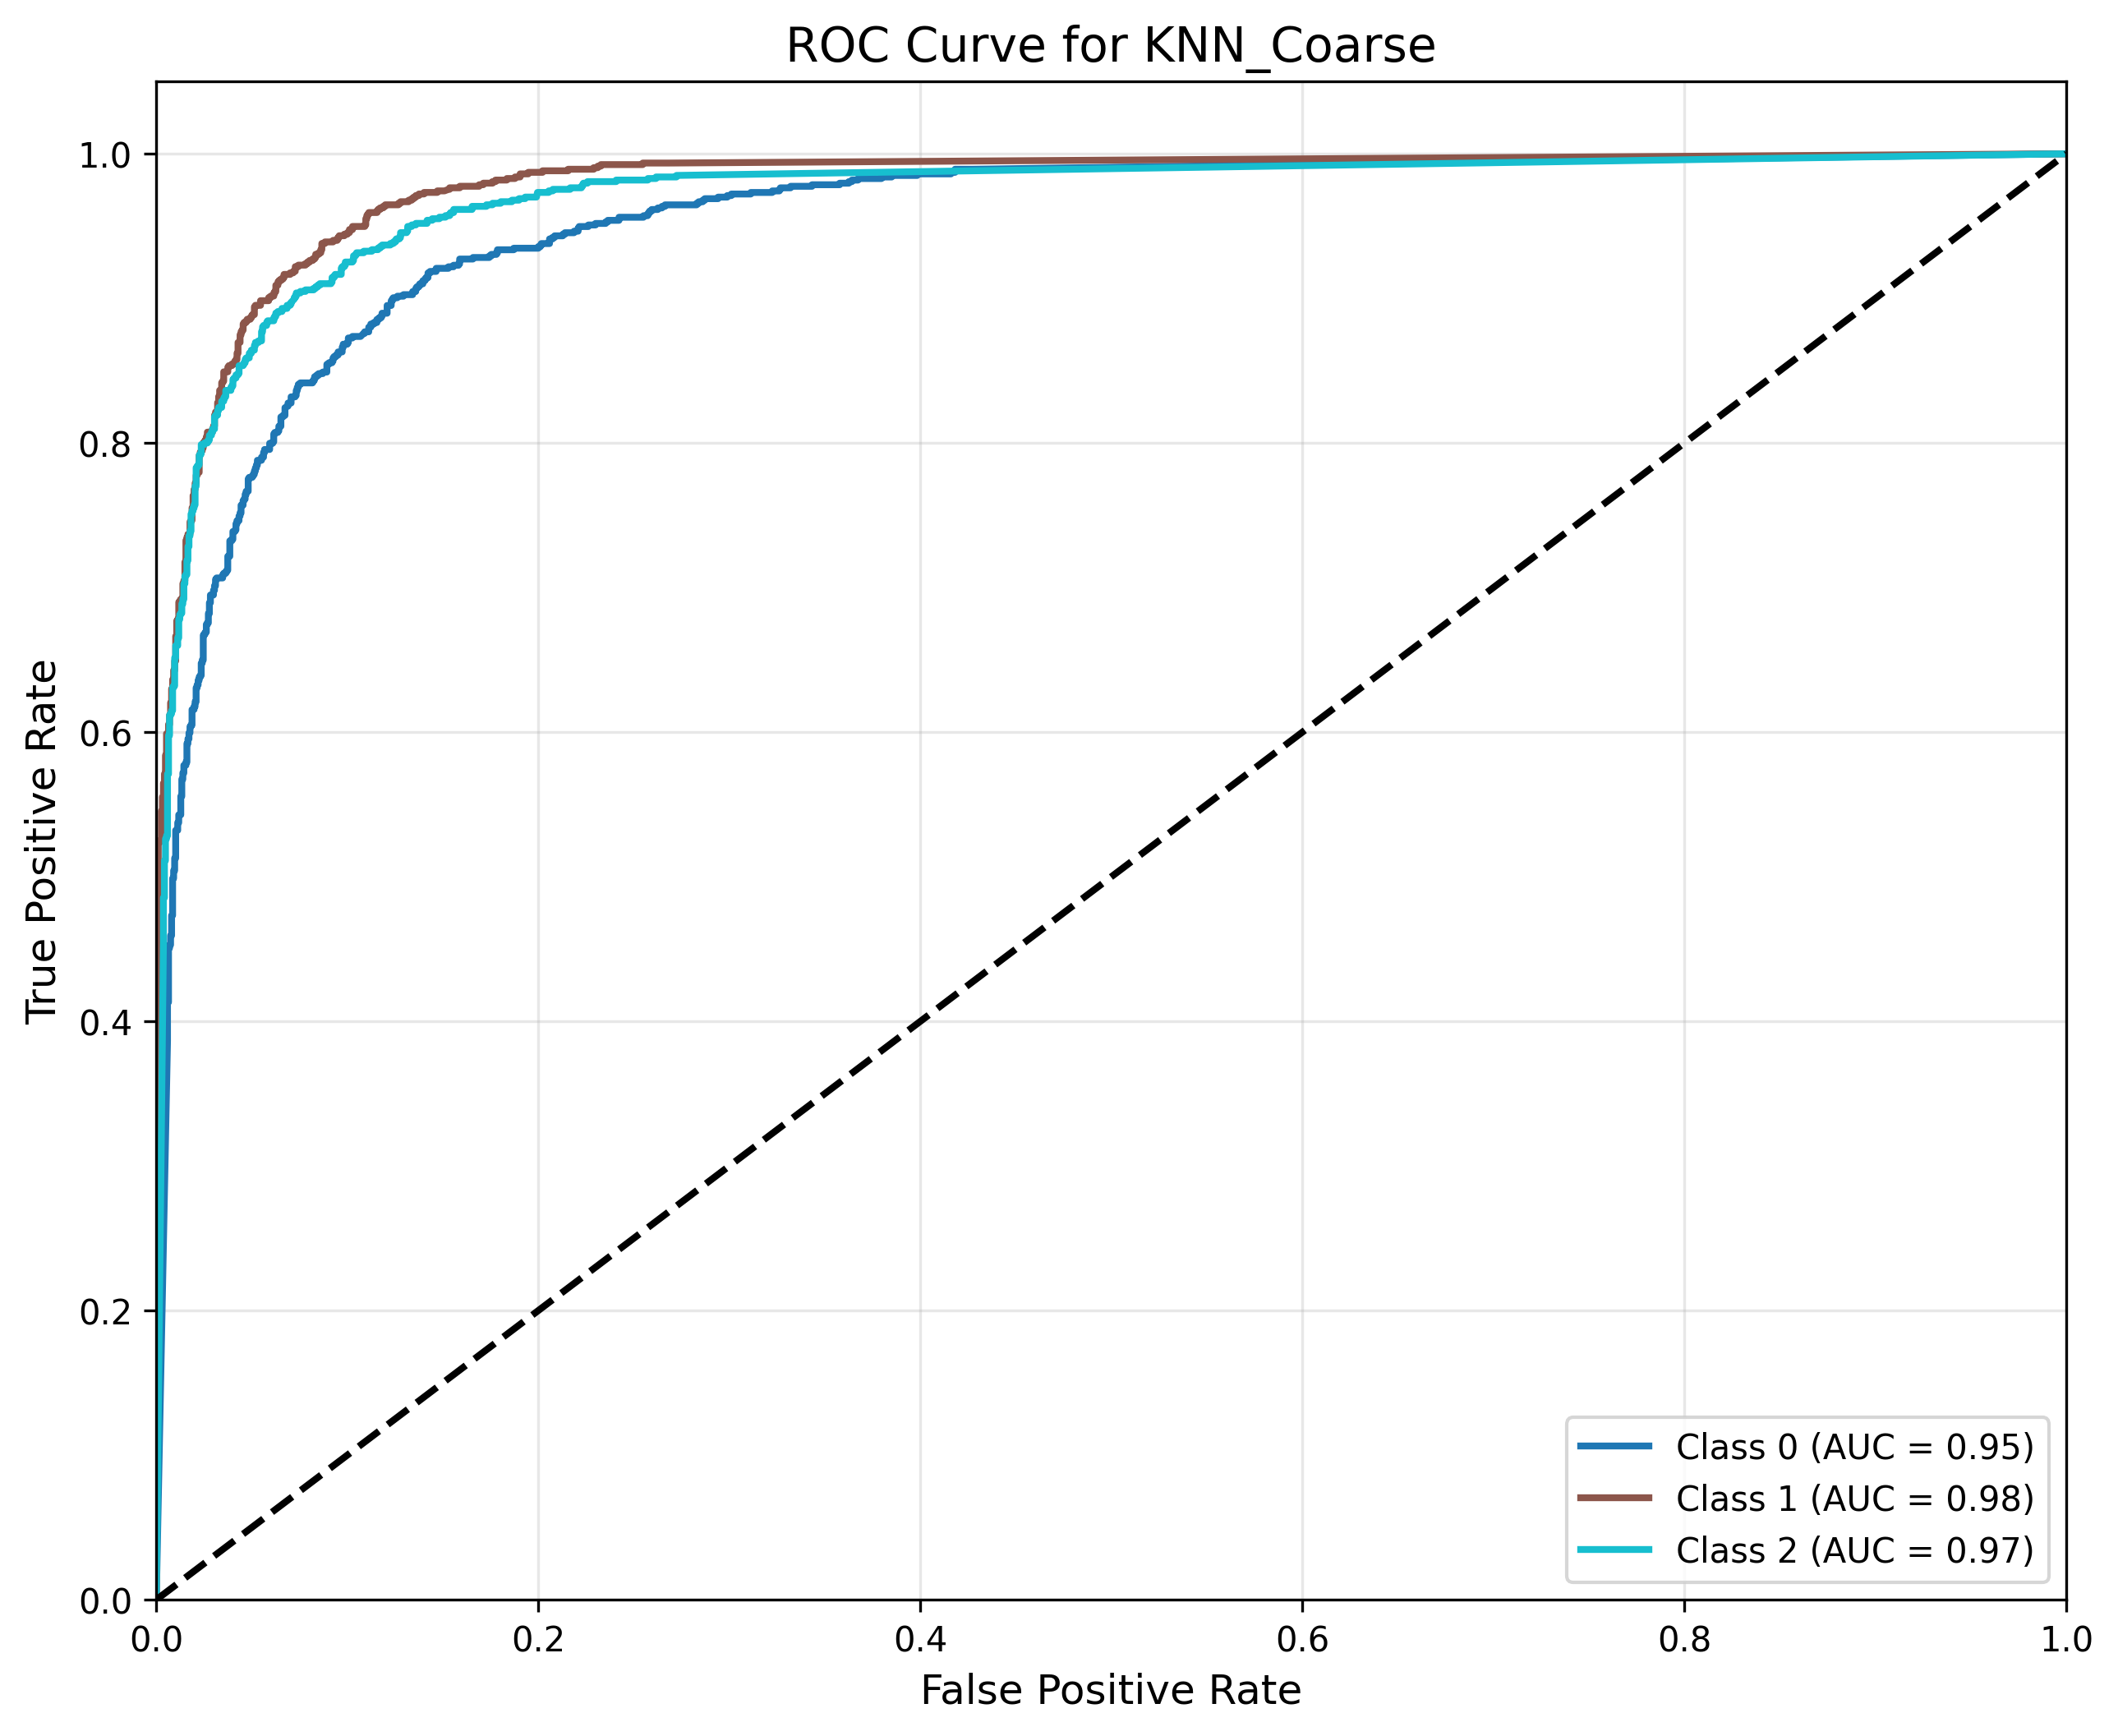 ROC Curve for KNN_Coarse
True Positive Rate
1.0
0.8
0.6
0.4
0.2
0.0
0.0 0.2 0.4 0.6 0.8 1.0
False Positive Rate
Class 0 (AUC = 0.95)
Class 1 (AUC = 0.98)
Class 2 (AUC = 0.97)